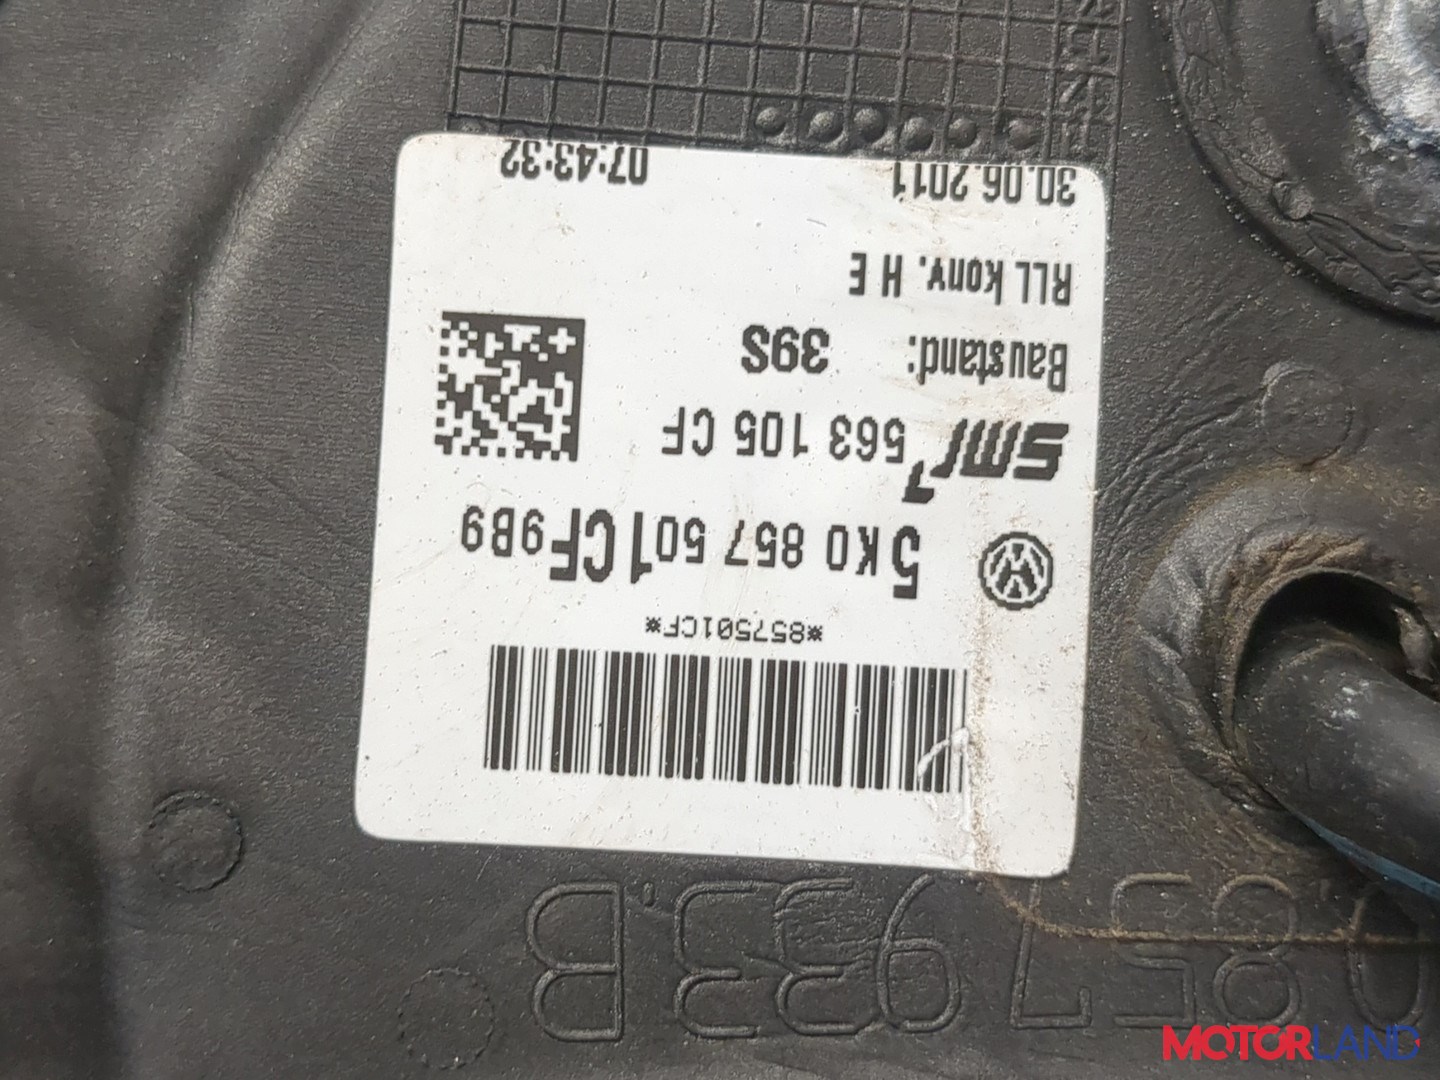 0 857.933.B
*857501CF*
5K0 857 501CF9B9
smr 563 105 CF
Baustand: 39S
RLL konv. H E
30.06.2011 07:43:32
MOTORLAND